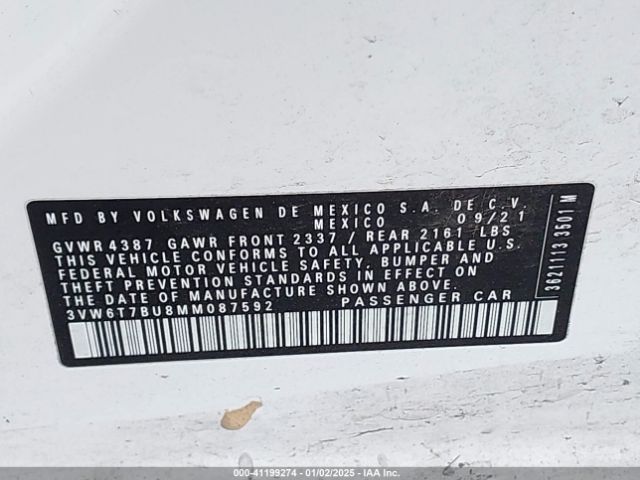 MFD BY VOLKSWAGEN DE MEXICO S.A. DE C.V.
MEXICO 09/21
GVWR 4387 GAWR FRONT 2337 / REAR 2161 LBS
THIS VEHICLE CONFORMS TO ALL APPLICABLE U.S.
FEDERAL MOTOR VEHICLE SAFETY, BUMPER AND
THEFT PREVENTION STANDARDS IN EFFECT ON
THE DATE OF MANUFACTURE SHOWN ABOVE.
3VW6T7BU8MM087592 PASSENGER CAR
3621113 3501 M
000-41199274 | 01/02/2025 | IAA Inc.